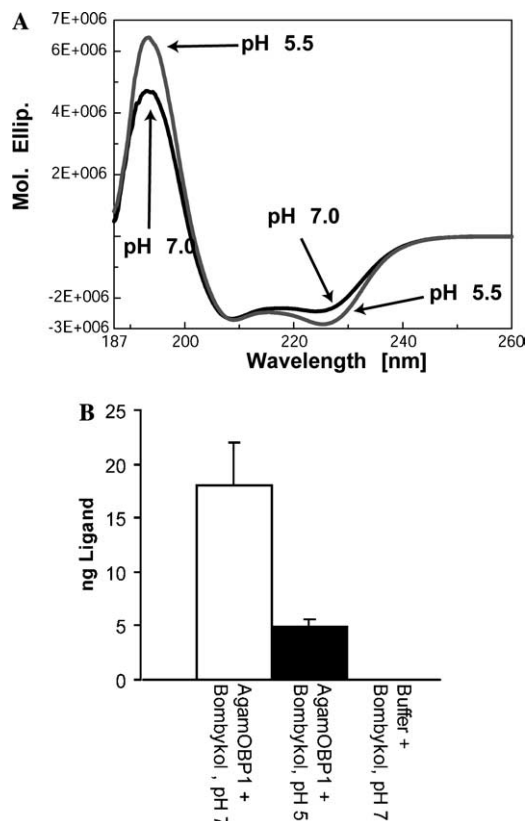 A
7E+006
6E+006
4E+006
2E+006
-2E+006
-3E+006
Mol. Ellip.
pH 5.5
pH 7.0
pH 7.0
pH 5.5
187
200
220
240
260
Wavelength [nm]
B
25
20
15
10
5
0
ng Ligand
AgamOBP1 +
Bombykol , pH 7
AgamOBP1 +
Bombykol, pH 5
Buffer +
Bombykol, pH 7